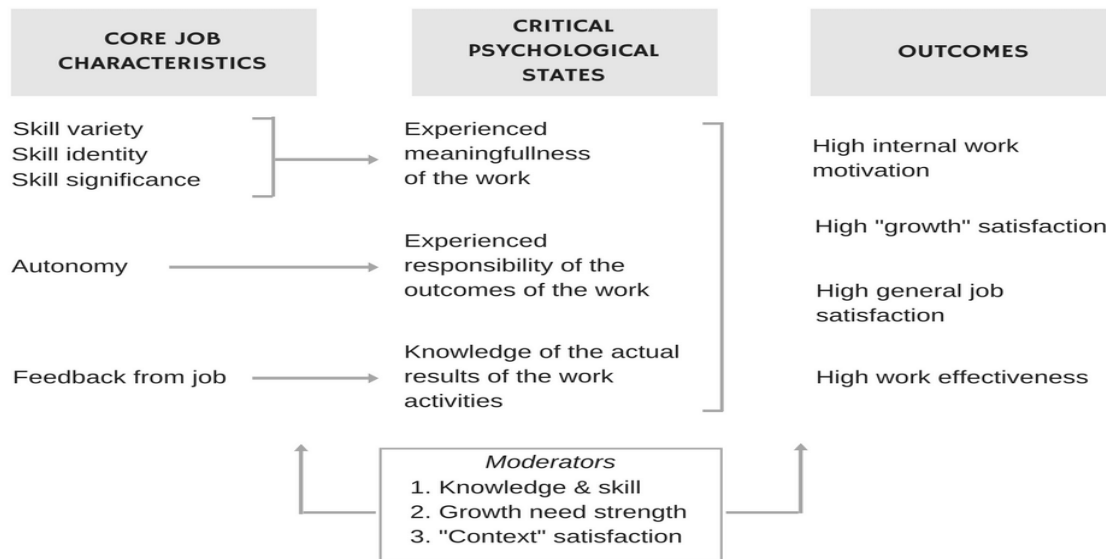 CORE JOB
CHARACTERISTICS
CRITICAL
PSYCHOLOGICAL
STATES
OUTCOMES
Skill variety
Skill identity
Skill significance
Experienced
meaningfullness
of the work
High internal work
motivation
High "growth" satisfaction
Autonomy
Experienced
responsibility of the
outcomes of the work
High general job
satisfaction
Feedback from job
Knowledge of the actual
results of the work
activities
High work effectiveness
Moderators
1. Knowledge & skill
2. Growth need strength
3. "Context" satisfaction